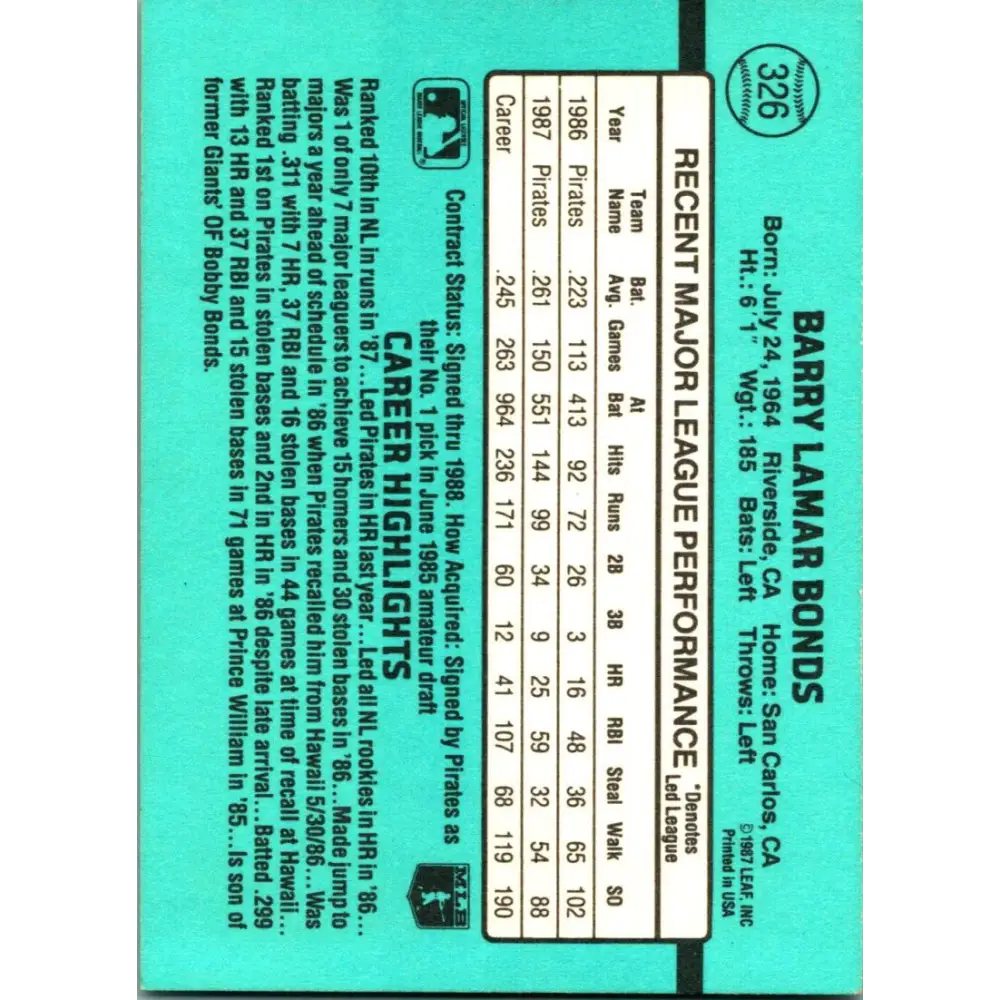 326
BARRY LAMAR BONDS
Born: July 24, 1964 Riverside, CA Home: San Carlos, CA
Ht.: 6'1" Wgt.: 185 Bats: Left Throws: Left
©1987 LEAF, INC
Printed in USA
RECENT MAJOR LEAGUE PERFORMANCE *Denotes Led League
Year Team Name Bat. Avg. Games At Bat Hits Runs 2B 3B HR RBI Steal Walk SO
1986 Pirates .223 113 413 92 72 26 3 16 48 36 65 102
1987 Pirates .261 150 551 144 99 34 9 25 59 32 54 88
Career .245 263 964 236 171 60 12 41 107 68 119 190
Contract Status: Signed thru 1988. How Acquired: Signed by Pirates as
their No. 1 pick in June 1985 amateur draft
MLB
CAREER HIGHLIGHTS
Ranked 10th in NL in runs in '87...Led Pirates in HR last year...Led all NL rookies in HR in '86...
Was 1 of only 7 major leaguers to achieve 15 homers and 30 stolen bases in '86...Made jump to
majors a year ahead of schedule in '86 when Pirates recalled him from Hawaii 5/30/86...Was
batting .311 with 7 HR, 37 RBI and 16 stolen bases in 44 games at time of recall at Hawaii...
Ranked 1st on Pirates in stolen bases and 2nd in HR in '86 despite late arrival...Batted .299
with 13 HR and 37 RBI and 15 stolen bases in 71 games at Prince William in '85...Is son of
former Giants' OF Bobby Bonds.